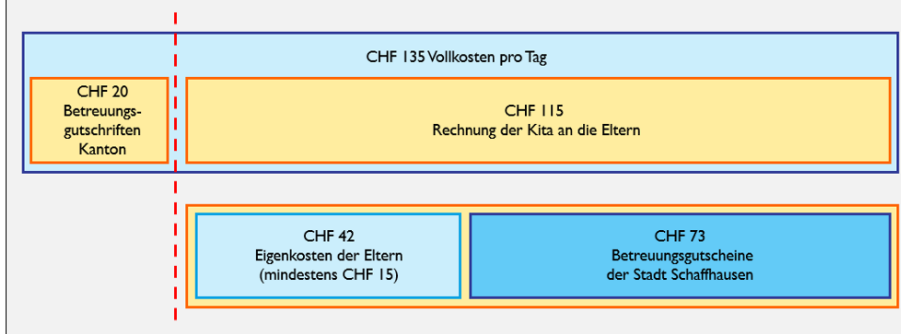 CHF 135 Vollkosten pro Tag
CHF 20
Betreuungs-
gutschriften
Kanton
CHF 115
Rechnung der Kita an die Eltern
CHF 42
Eigenkosten der Eltern
(mindestens CHF 15)
CHF 73
Betreuungsgutscheine
der Stadt Schaffhausen